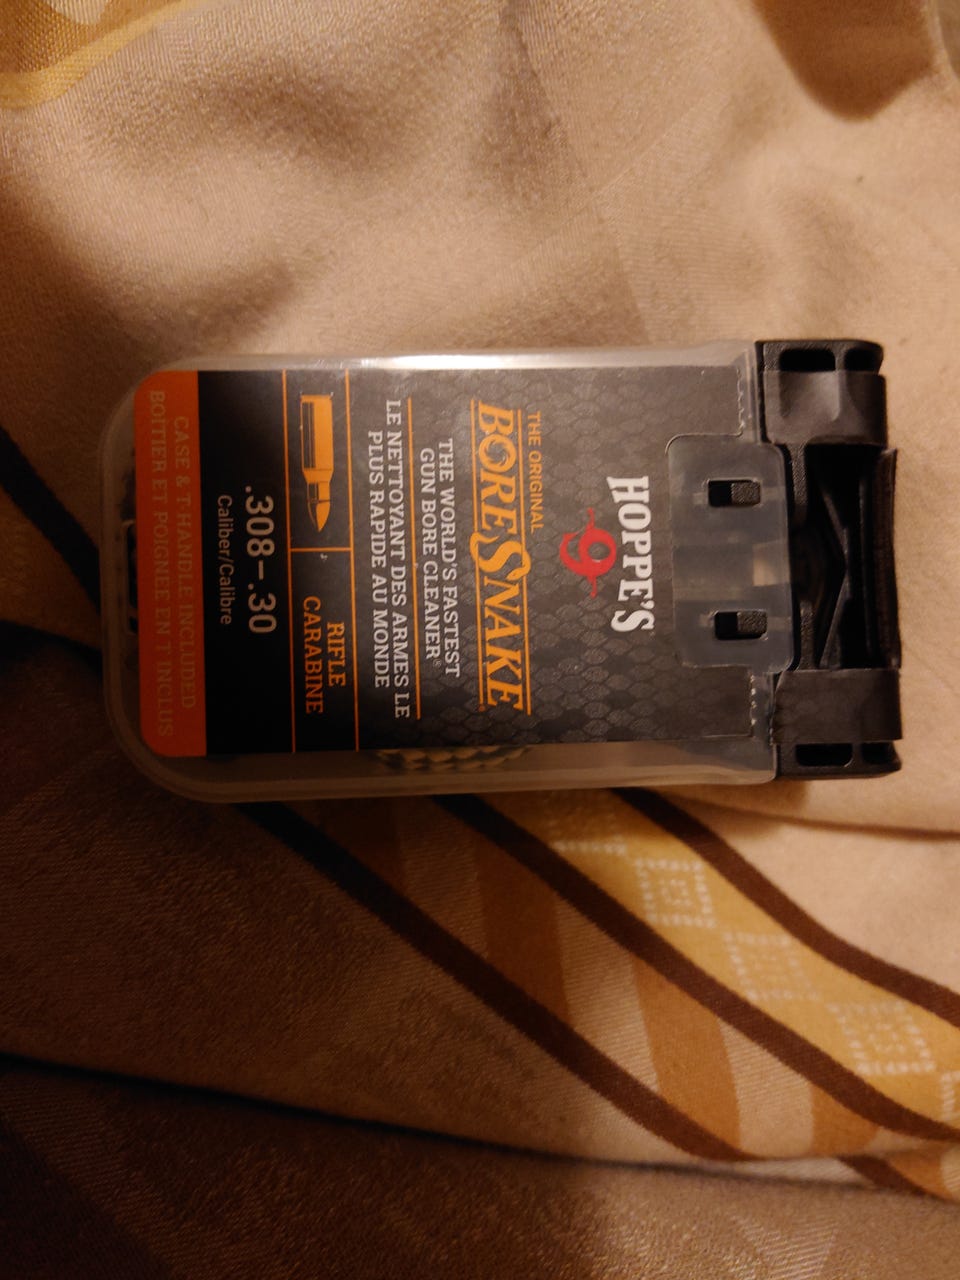 HOPPE'S
9
THE ORIGINAL
BORESNAKE®
THE WORLD'S FASTEST
GUN BORE CLEANER®
LE NETTOYANT DES ARMES LE
PLUS RAPIDE AU MONDE
RIFLE
CARABINE
.308–.30
Caliber/Calibre
CASE & T-HANDLE INCLUDED
BOITIER ET POIGNEE EN T INCLUS